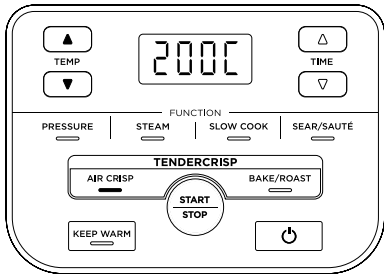 200C
TEMP
TIME
FUNCTION
PRESSURE STEAM SLOW COOK SEAR/SAUTÉ
TENDERCRISP
AIR CRISP BAKE/ROAST
START
STOP
KEEP WARM